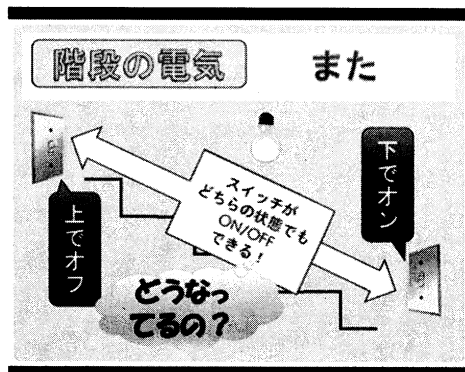 階段の電気
また
下でオン
スイッチが
どちらの状態でも
ON/OFF
できる！
上でオフ
どうなっ
てるの？